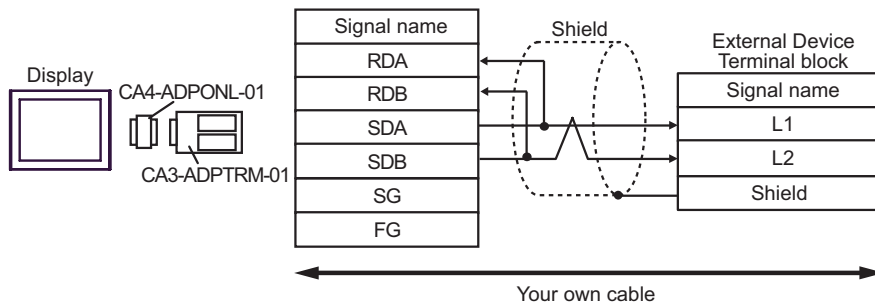 Display
CA4-ADPONL-01
CA3-ADPTRM-01
Signal name
RDA
RDB
SDA
SDB
SG
FG
Shield
External Device
Terminal block
Signal name
L1
L2
Shield
Your own cable